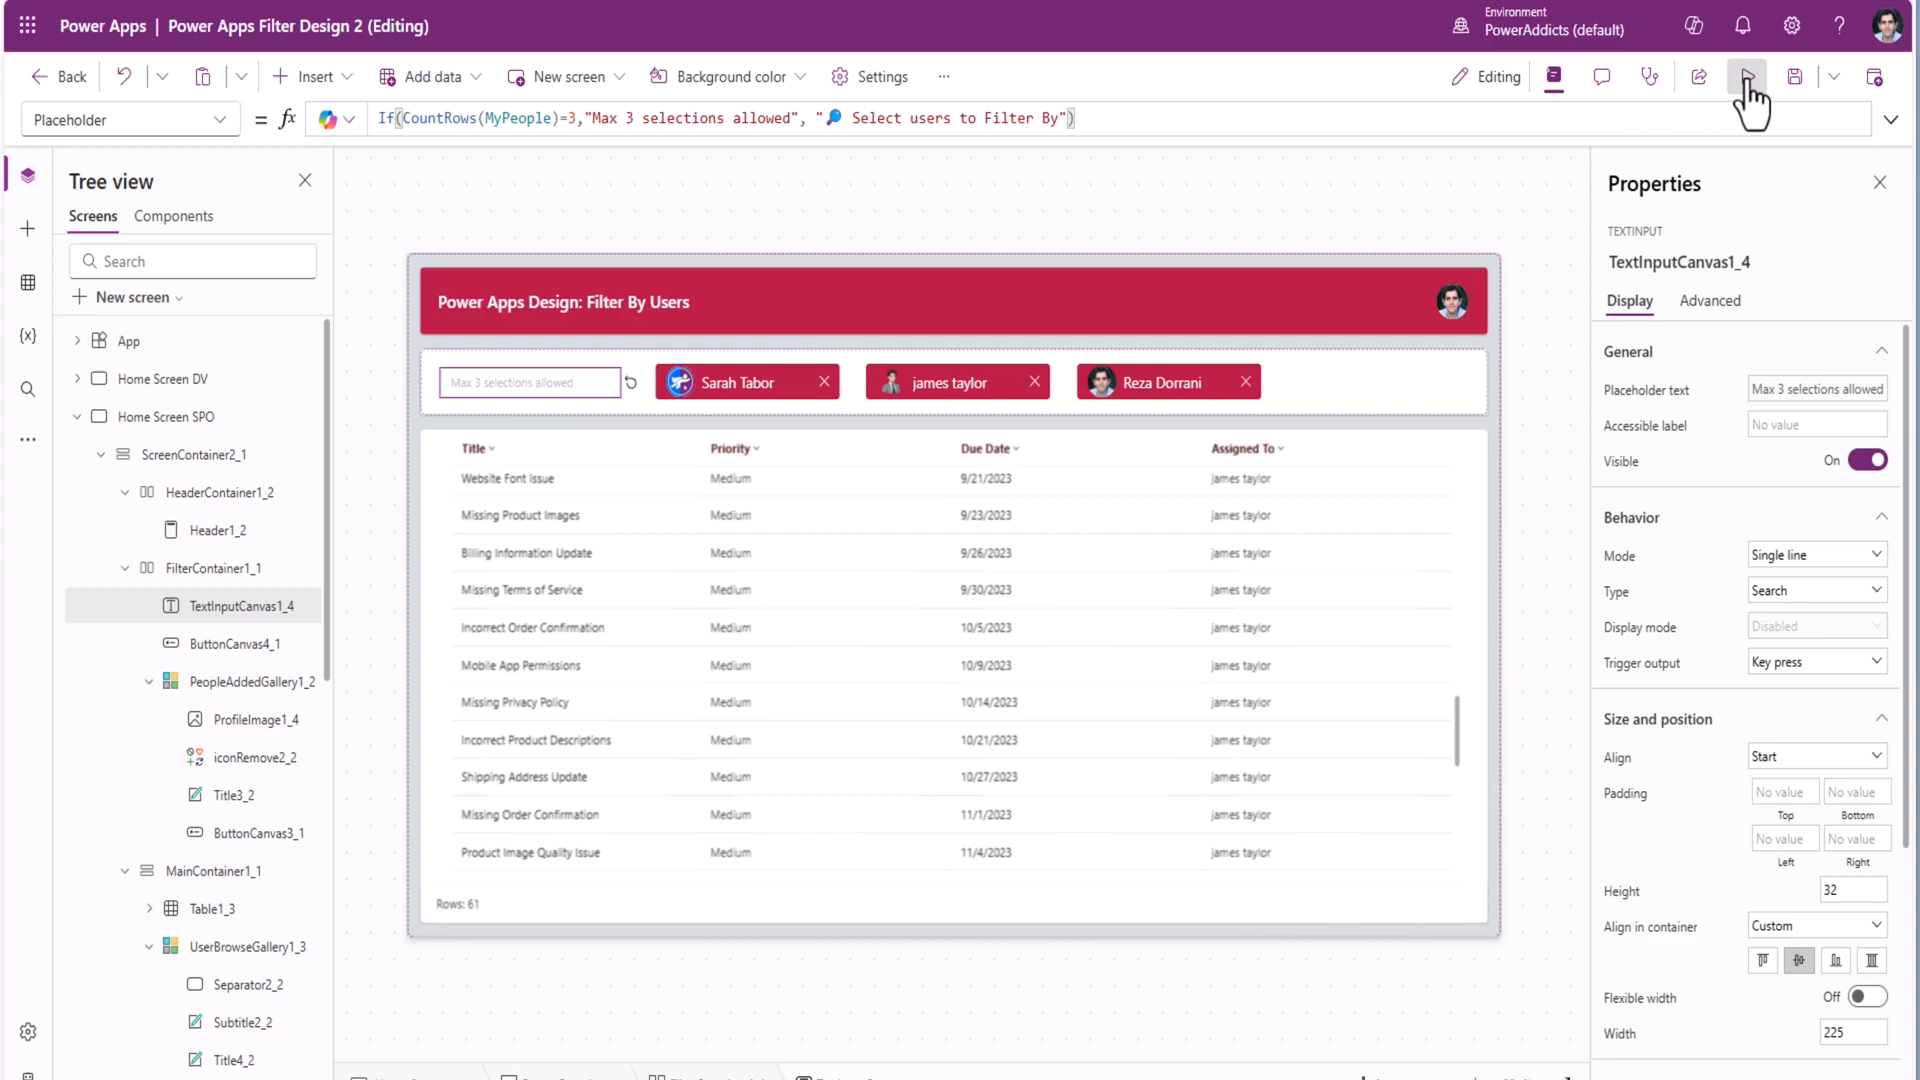 Power Apps | Power Apps Filter Design 2 (Editing)
Environment
PowerAddicts (default)
Back
Insert
Add data
New screen
Background color
Settings
...
Editing
Placeholder
= fx
If(CountRows(MyPeople)=3,"Max 3 selections allowed", "🔎 Select users to Filter By")
Tree view
Screens
Components
Search
New screen
App
Home Screen DV
Home Screen SPO
ScreenContainer2_1
HeaderContainer1_2
Header1_2
FilterContainer1_1
TextInputCanvas1_4
ButtonCanvas4_1
PeopleAddedGallery1_2
ProfileImage1_4
iconRemove2_2
Title3_2
ButtonCanvas3_1
MainContainer1_1
Table1_3
UserBrowseGallery1_3
Separator2_2
Subtitle2_2
Title4_2
Power Apps Design: Filter By Users
Max 3 selections allowed
Sarah Tabor
james taylor
Reza Dorrani
Title Priority Due Date Assigned To
Website Font Issue Medium 9/21/2023 james taylor
Missing Product Images Medium 9/23/2023 james taylor
Billing Information Update Medium 9/26/2023 james taylor
Missing Terms of Service Medium 9/30/2023 james taylor
Incorrect Order Confirmation Medium 10/5/2023 james taylor
Mobile App Permissions Medium 10/9/2023 james taylor
Missing Privacy Policy Medium 10/14/2023 james taylor
Incorrect Product Descriptions Medium 10/21/2023 james taylor
Shipping Address Update Medium 10/27/2023 james taylor
Missing Order Confirmation Medium 11/1/2023 james taylor
Product Image Quality Issue Medium 11/4/2023 james taylor
Rows: 61
Properties
TEXTINPUT
TextInputCanvas1_4
Display
Advanced
General
Placeholder text Max 3 selections allowed
Accessible label No value
Visible On
Behavior
Mode Single line
Type Search
Display mode Disabled
Trigger output Key press
Size and position
Align Start
Padding No value No value
Top Bottom
No value No value
Left Right
Height 32
Align in container Custom
Flexible width Off
Width 225